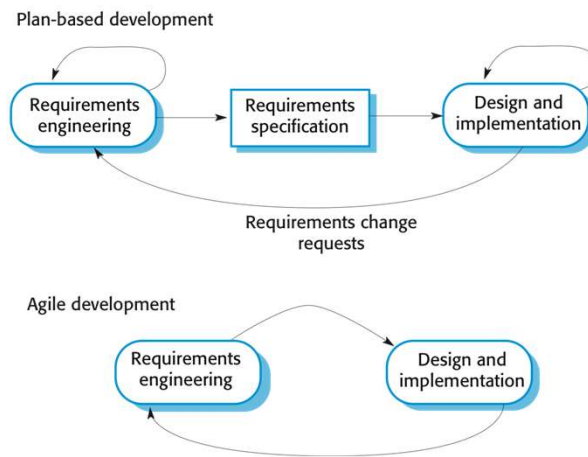 Plan-based development
Requirements
engineering
Requirements
specification
Design and
implementation
Requirements change
requests
Agile development
Requirements
engineering
Design and
implementation